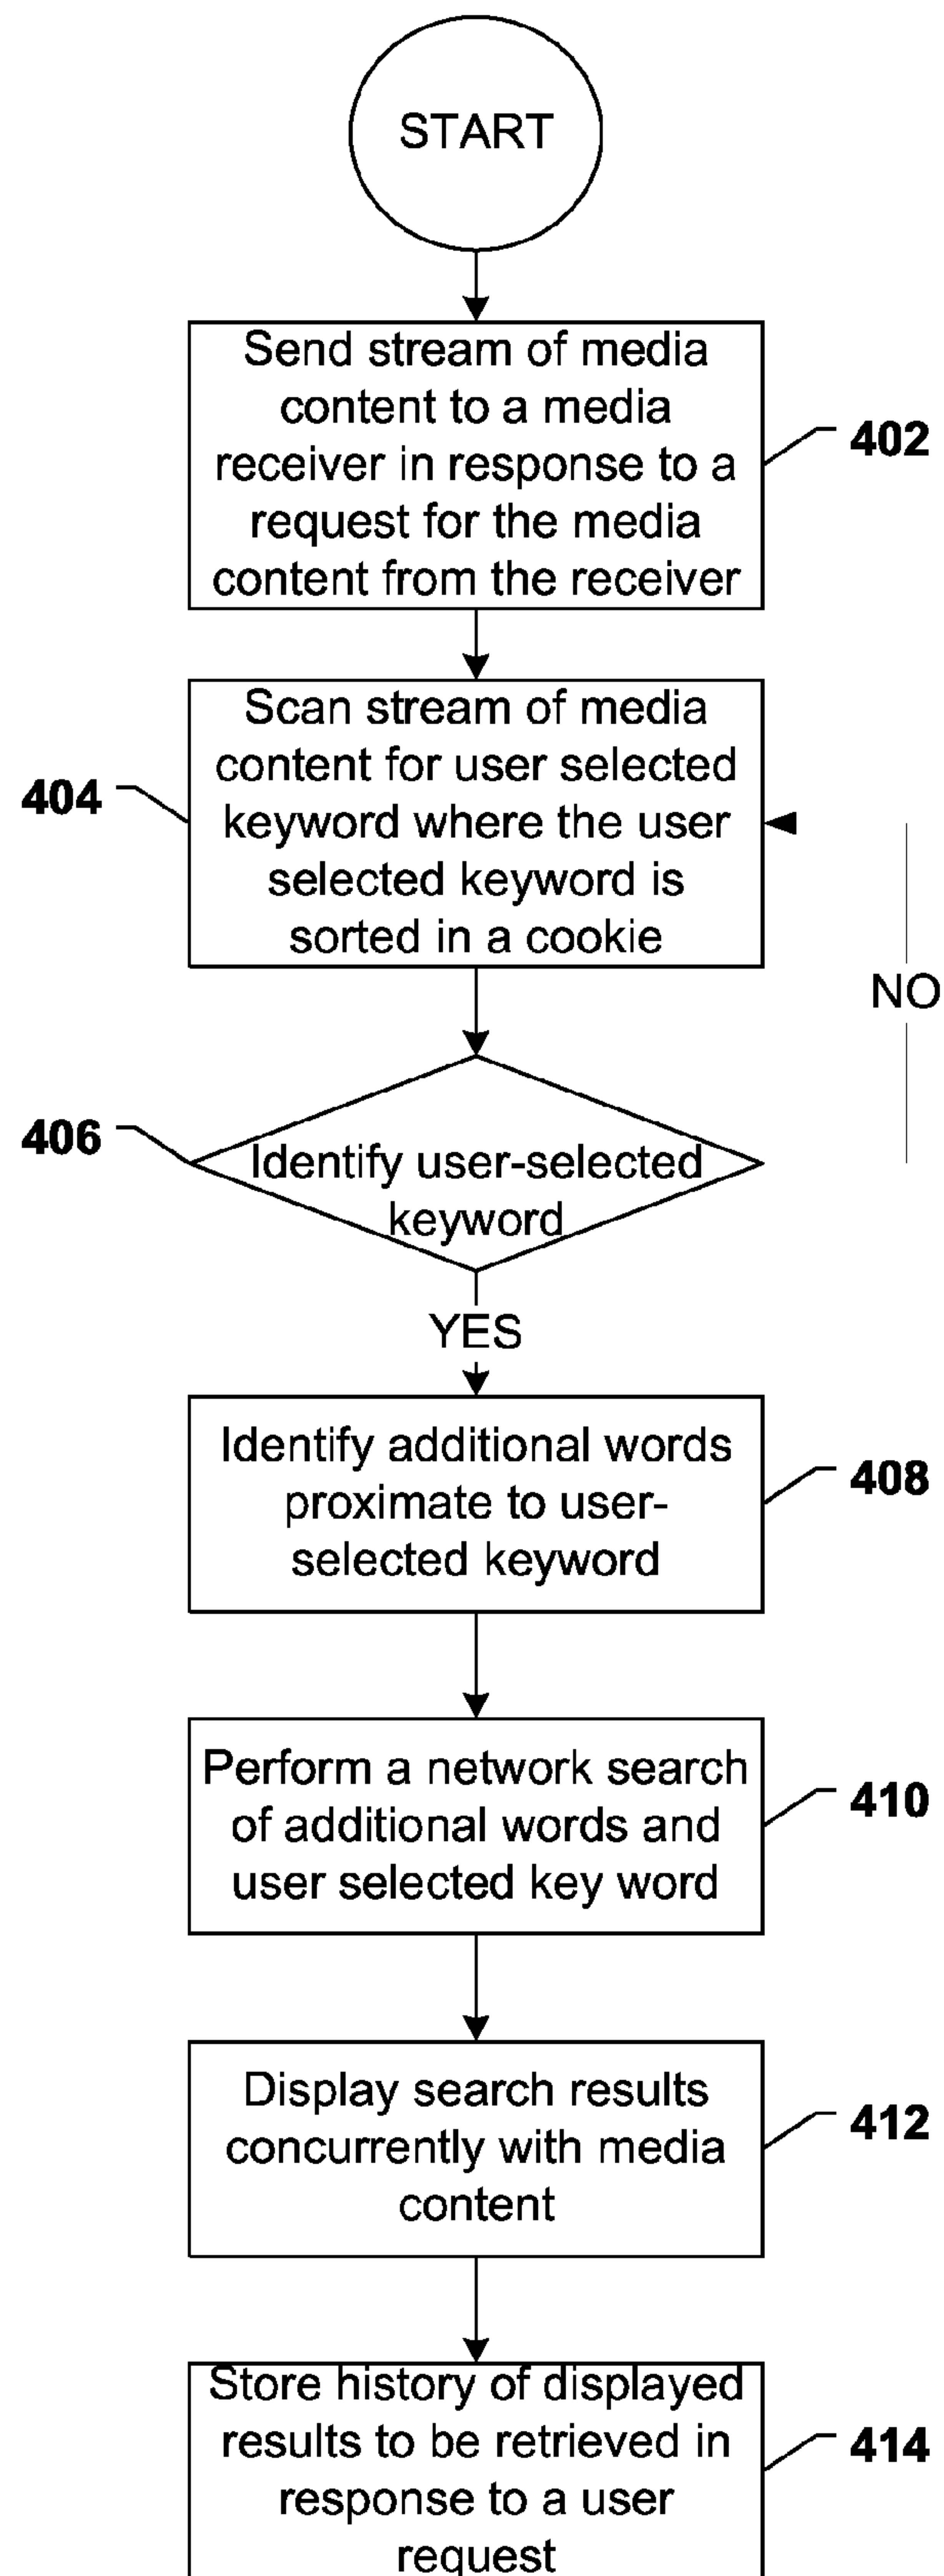 START
Send stream of media
content to a media
receiver in response to a
request for the media
content from the receiver
402
Scan stream of media
content for user selected
keyword where the user
selected keyword is
sorted in a cookie
404
NO
406
Identify user-selected
keyword
YES
Identify additional words
proximate to user-
selected keyword
408
Perform a network search
of additional words and
user selected key word
410
Display search results
concurrently with media
content
412
Store history of displayed
results to be retrieved in
response to a user
request
414